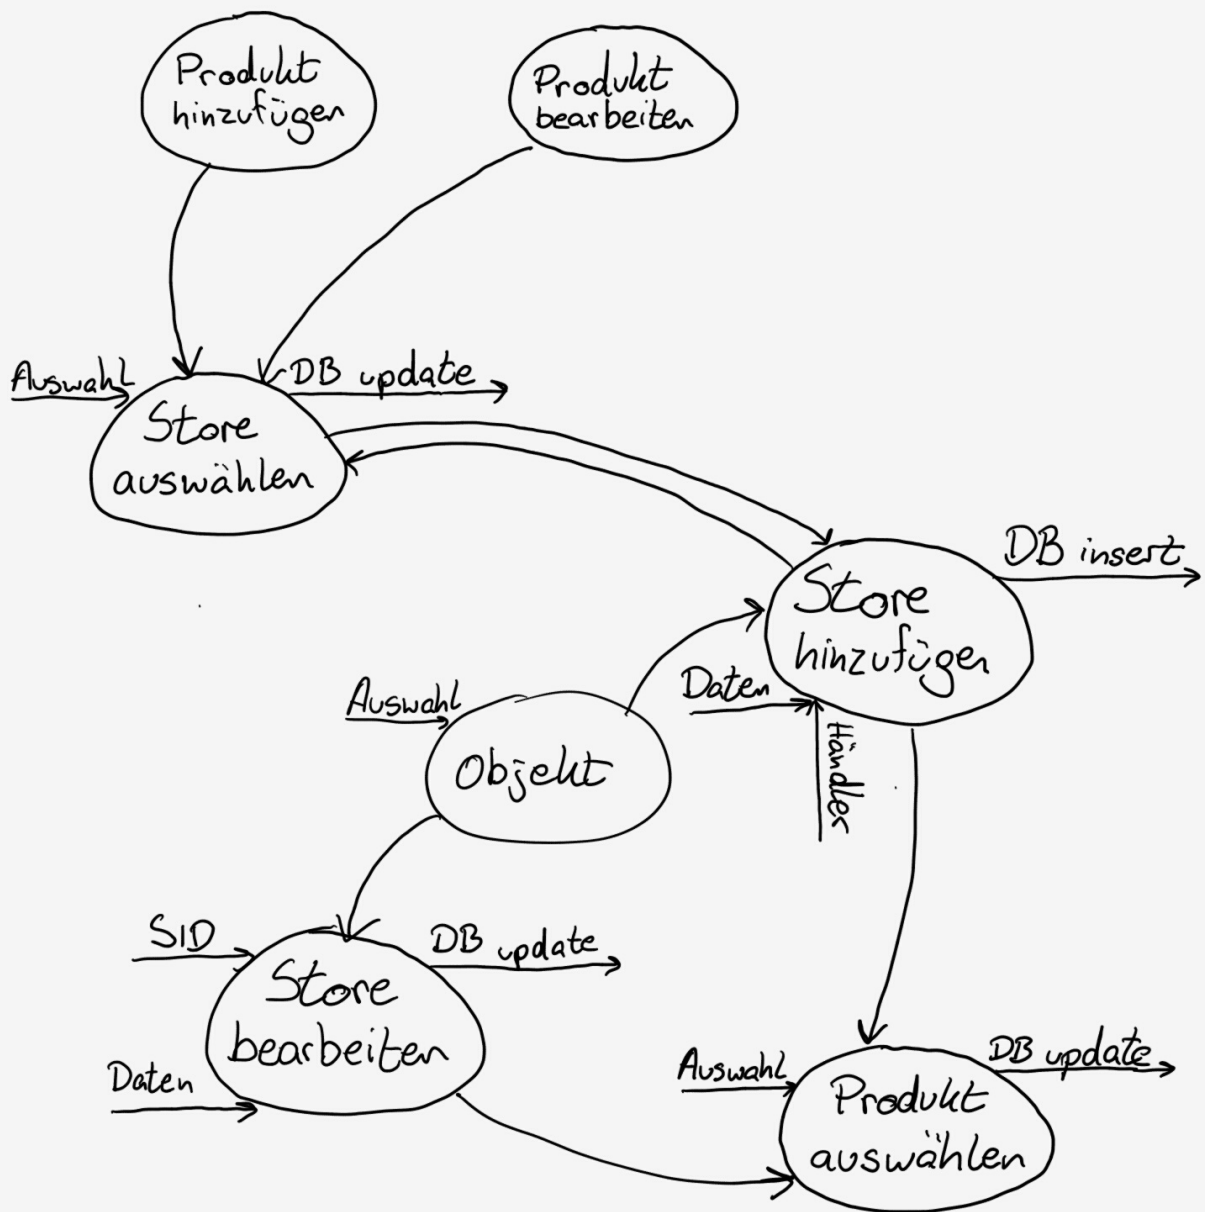 Produkt
hinzufügen
Produkt
bearbeiten
Auswahl
DB update
Store
auswählen
DB insert
Store
hinzufügen
Auswahl
Daten
Händler
Objekt
SID
DB update
Store
bearbeiten
Daten
Auswahl
DB update
Produkt
auswählen